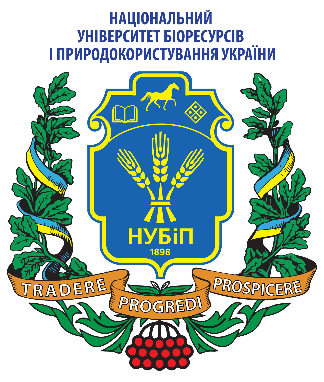 НАЦІОНАЛЬНИЙ
УНІВЕРСИТЕТ БІОРЕСУРСІВ
І ПРИРОДОКОРИСТУВАННЯ УКРАЇНИ
НУБіП
1898
TRADERE PROGREDI PROSPICERE